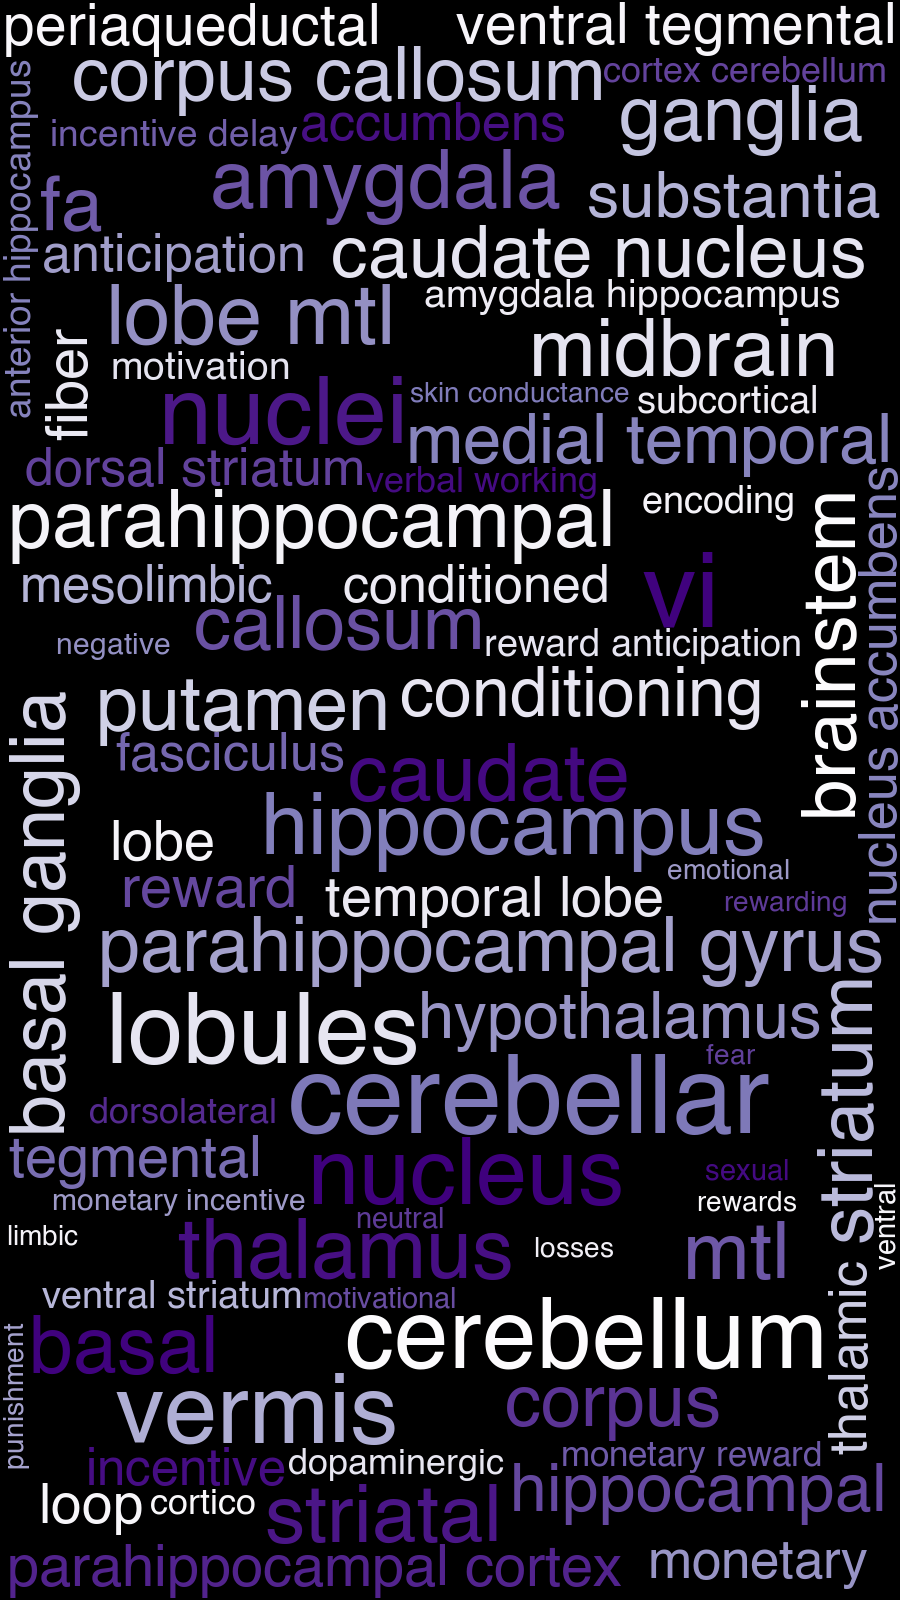 periaqueductal
ventral tegmental
corpus callosum
cortex cerebellum
anterior hippocampus
incentive delay
accumbens
ganglia
amygdala
fa
substantia
anticipation
caudate nucleus
lobe mtl
amygdala hippocampus
fiber
motivation
midbrain
nuclei
skin conductance
subcortical
medial temporal
dorsal striatum
verbal working
nucleus accumbens
parahippocampal
encoding
brainstem
mesolimbic
conditioned
vi
callosum
negative
reward anticipation
putamen
conditioning
basal ganglia
fasciculus
caudate
hippocampus
lobe
reward
temporal lobe
emotional
rewarding
parahippocampal gyrus
striatum
lobules
hypothalamus
fear
cerebellar
dorsolateral
tegmental
nucleus
sexual
monetary incentive
rewards
ventral
neutral
limbic
thalamus
losses
mtl
thalamic
ventral striatum
motivational
basal
cerebellum
punishment
vermis
corpus
incentive
dopaminergic
monetary reward
hippocampal
loop
cortico
striatal
parahippocampal cortex
monetary